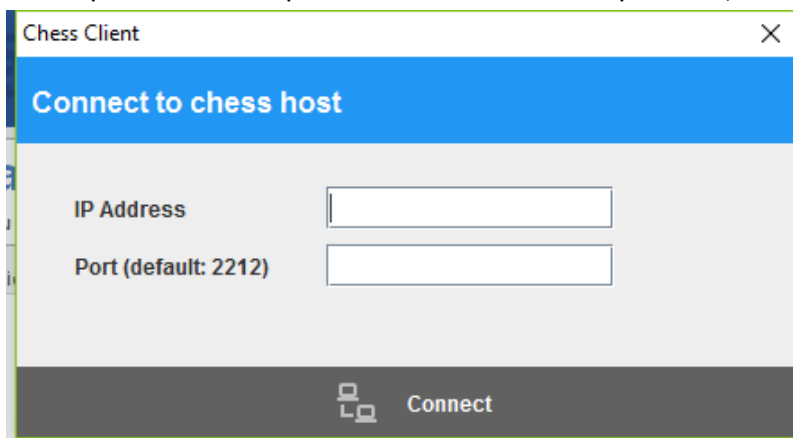 Chess Client
Connect to chess host
IP Address
Port (default: 2212)
Connect